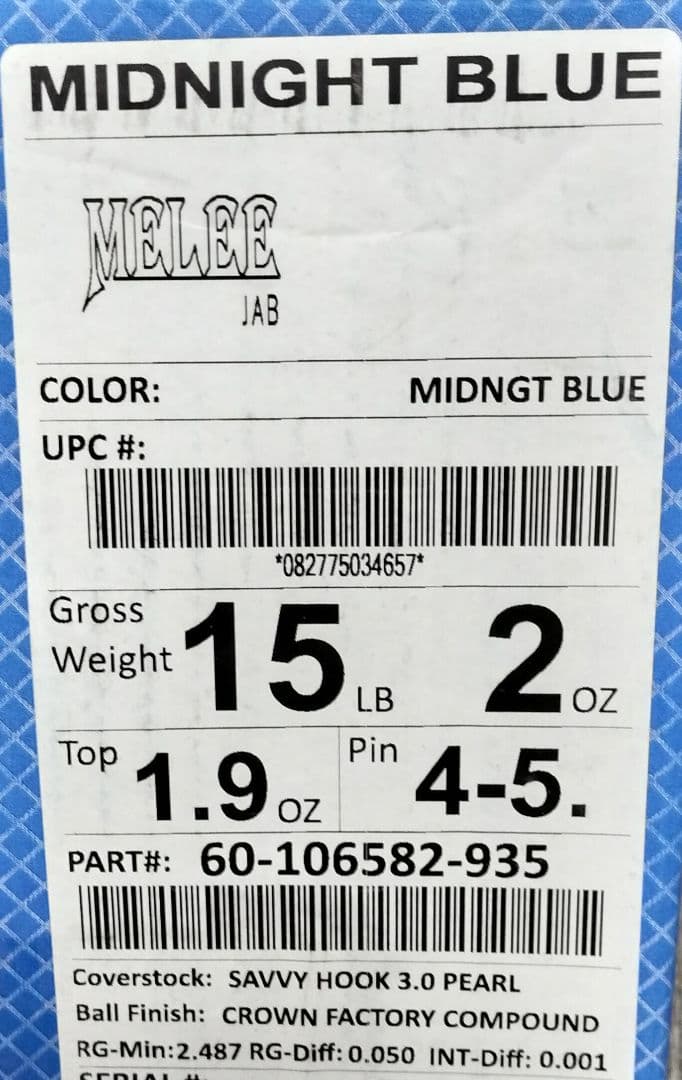 MIDNIGHT BLUE
MELEE
JAB
COLOR: MIDNGT BLUE
UPC #:
*082775034657*
Gross Weight 15 LB 2 OZ
Top 1.9 OZ Pin 4-5.
PART#: 60-106582-935
Coverstock: SAVVY HOOK 3.0 PEARL
Ball Finish: CROWN FACTORY COMPOUND
RG-Min:2.487 RG-Diff: 0.050 INT-Diff: 0.001
SERIAL #: